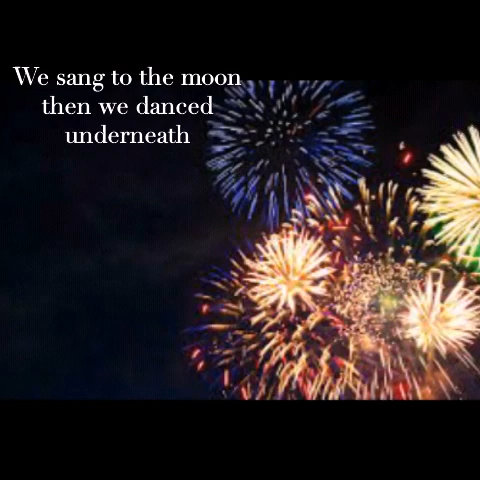 We sang to the moon
then we danced
underneath